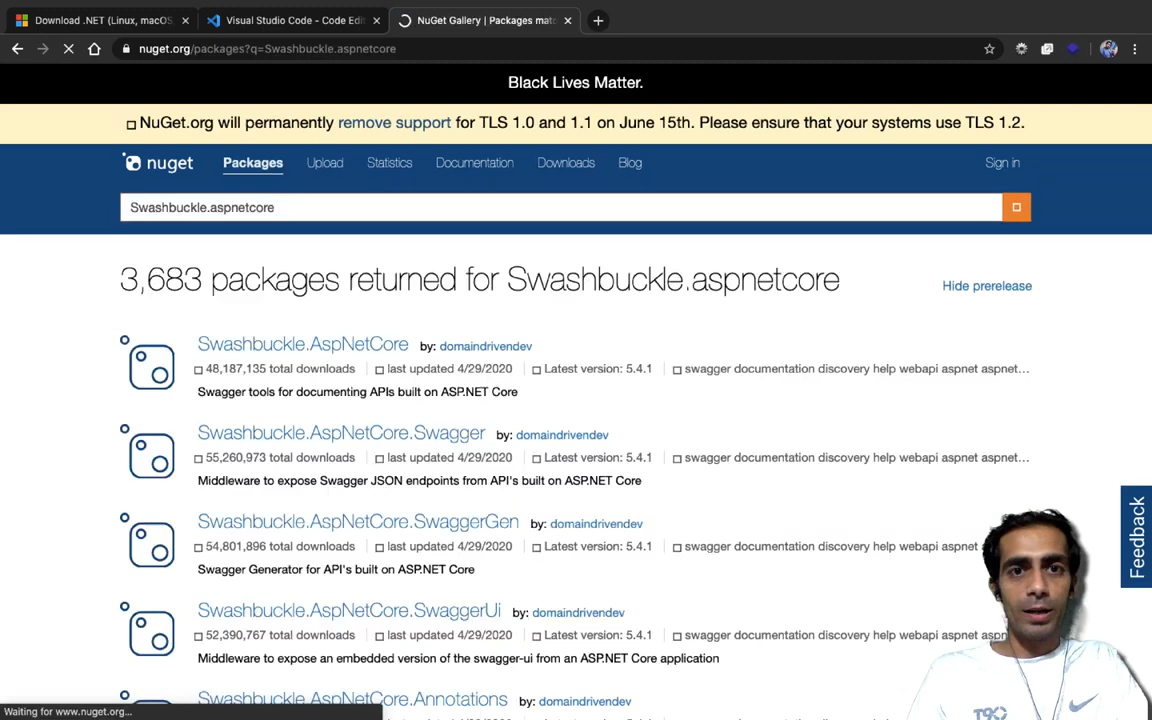 Download .NET (Linux, macOS,
Visual Studio Code - Code Edit
NuGet Gallery | Packages mat
nuget.org/packages?q=Swashbuckle.aspnetcore
Black Lives Matter.
NuGet.org will permanently remove support for TLS 1.0 and 1.1 on June 15th. Please ensure that your systems use TLS 1.2.
nuget Packages Upload Statistics Documentation Downloads Blog Sign in
Swashbuckle.aspnetcore
3,683 packages returned for Swashbuckle.aspnetcore
Hide prerelease
Swashbuckle.AspNetCore by: domaindrivendev
48,187,135 total downloads last updated 4/29/2020 Latest version: 5.4.1 swagger documentation discovery help webapi aspnet aspnet...
Swagger tools for documenting APIs built on ASP.NET Core
Swashbuckle.AspNetCore.Swagger by: domaindrivendev
55,260,973 total downloads last updated 4/29/2020 Latest version: 5.4.1 swagger documentation discovery help webapi aspnet aspnet...
Middleware to expose Swagger JSON endpoints from API's built on ASP.NET Core
Swashbuckle.AspNetCore.SwaggerGen by: domaindrivendev
54,801,896 total downloads last updated 4/29/2020 Latest version: 5.4.1 swagger documentation discovery help webapi aspnet
Swagger Generator for API's built on ASP.NET Core
Swashbuckle.AspNetCore.SwaggerUi by: domaindrivendev
52,390,767 total downloads last updated 4/29/2020 Latest version: 5.4.1 swagger documentation discovery help webapi aspn
Middleware to expose an embedded version of the swagger-ui from an ASP.NET Core application
Swashbuckle.AspNetCore.Annotations by: domaindrivendev
Feedback
Waiting for www.nuget.org...